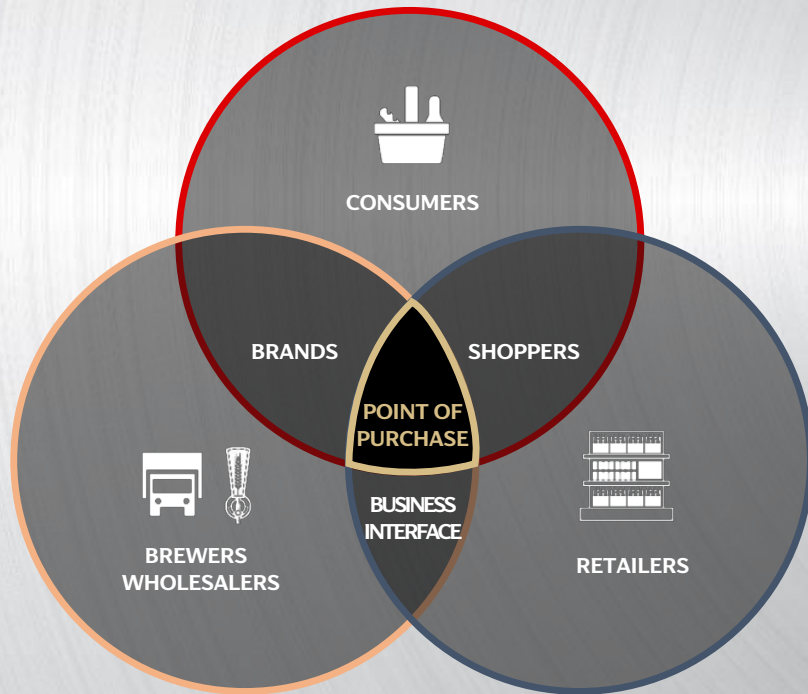 CONSUMERS
BRANDS
SHOPPERS
POINT OF
PURCHASE
BUSINESS
INTERFACE
BREWERS
WHOLESALERS
RETAILERS